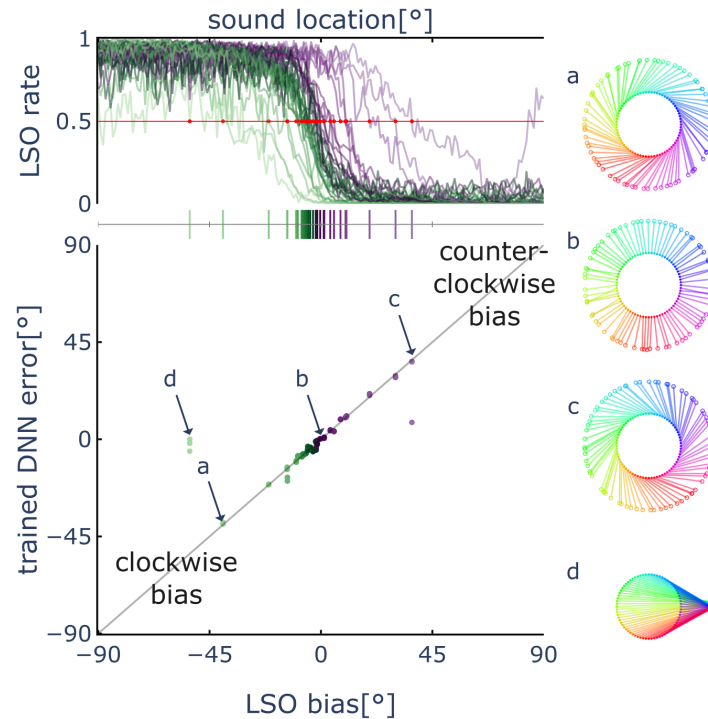 sound location[°]
LSO rate
1
0.5
0
a
b
c
d
trained DNN error[°]
90
45
0
−45
−90
counter-
clockwise
bias
c
d
b
a
clockwise
bias
−90
−45
0
45
90
LSO bias[°]